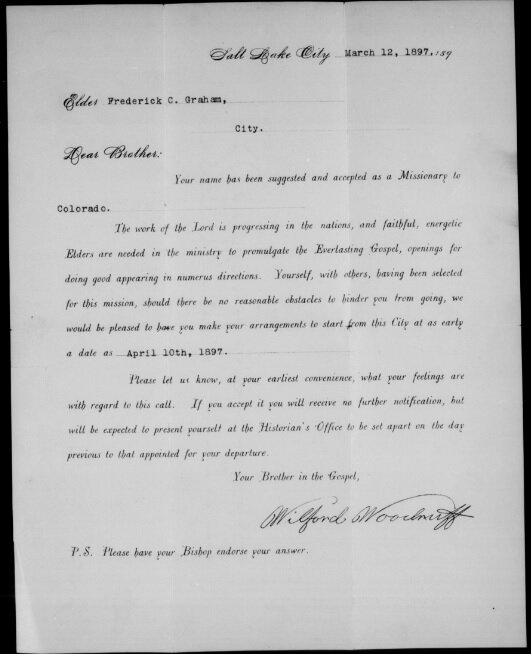 Salt Lake City March 12, 1897. 189
Elder Frederick C. Graham,
City.
Dear Brother:
Your name has been suggested and accepted as a Missionary to
Colorado.
The work of the Lord is progressing in the nations, and faithful, energetic
Elders are needed in the ministry to promulgate the Everlasting Gospel, openings for
doing good appearing in numerus directions. Yourself, with others, having been selected
for this mission, should there be no reasonable obstacles to hinder you from going, we
would be pleased to have you make your arrangements to start from this City at as early
a date as April 10th, 1897.
Please let us know, at your earliest convenience, what your feelings are
with regard to this call. If you accept it you will receive no further notification, but
will be expected to present yourself at the Historian's Office to be set apart on the day
previous to that appointed for your departure.
Your Brother in the Gospel,
Wilford Woodruff
P.S. Please have your Bishop endorse your answer.